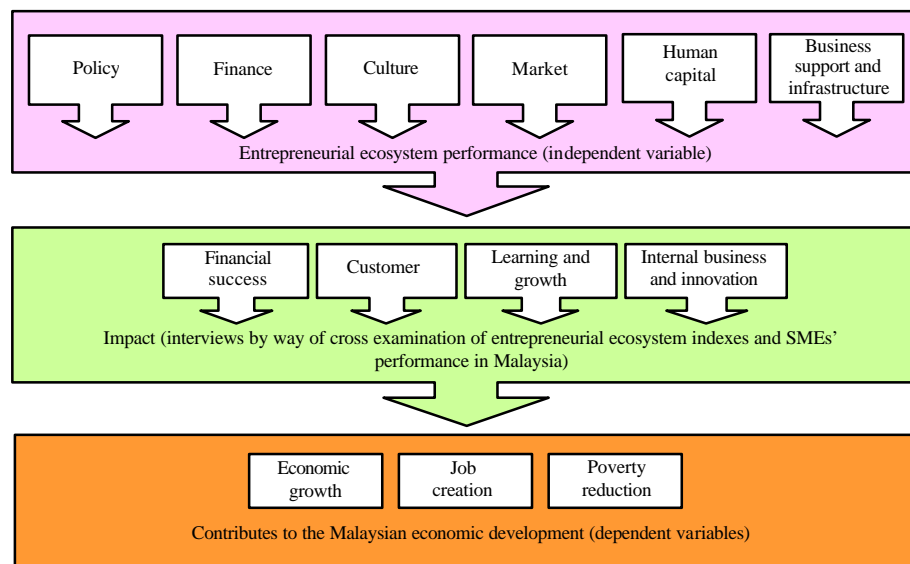 Policy
Finance
Culture
Market
Human
capital
Business
support and
infrastructure
Entrepreneurial ecosystem performance (independent variable)
Financial
success
Customer
Learning and
growth
Internal business
and innovation
Impact (interviews by way of cross examination of entrepreneurial ecosystem indexes and SMEs'
performance in Malaysia)
Economic
growth
Job
creation
Poverty
reduction
Contributes to the Malaysian economic development (dependent variables)